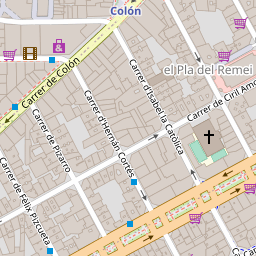 Colón
Carrer de Colón
el Pla del Remei
Carrer d'Isabel la Catòlica
Carrer de Ciril Amo
Carrer d'Hernán Cortés
Carrer de Pizarro
Carrer de Fèlix Pizcueta